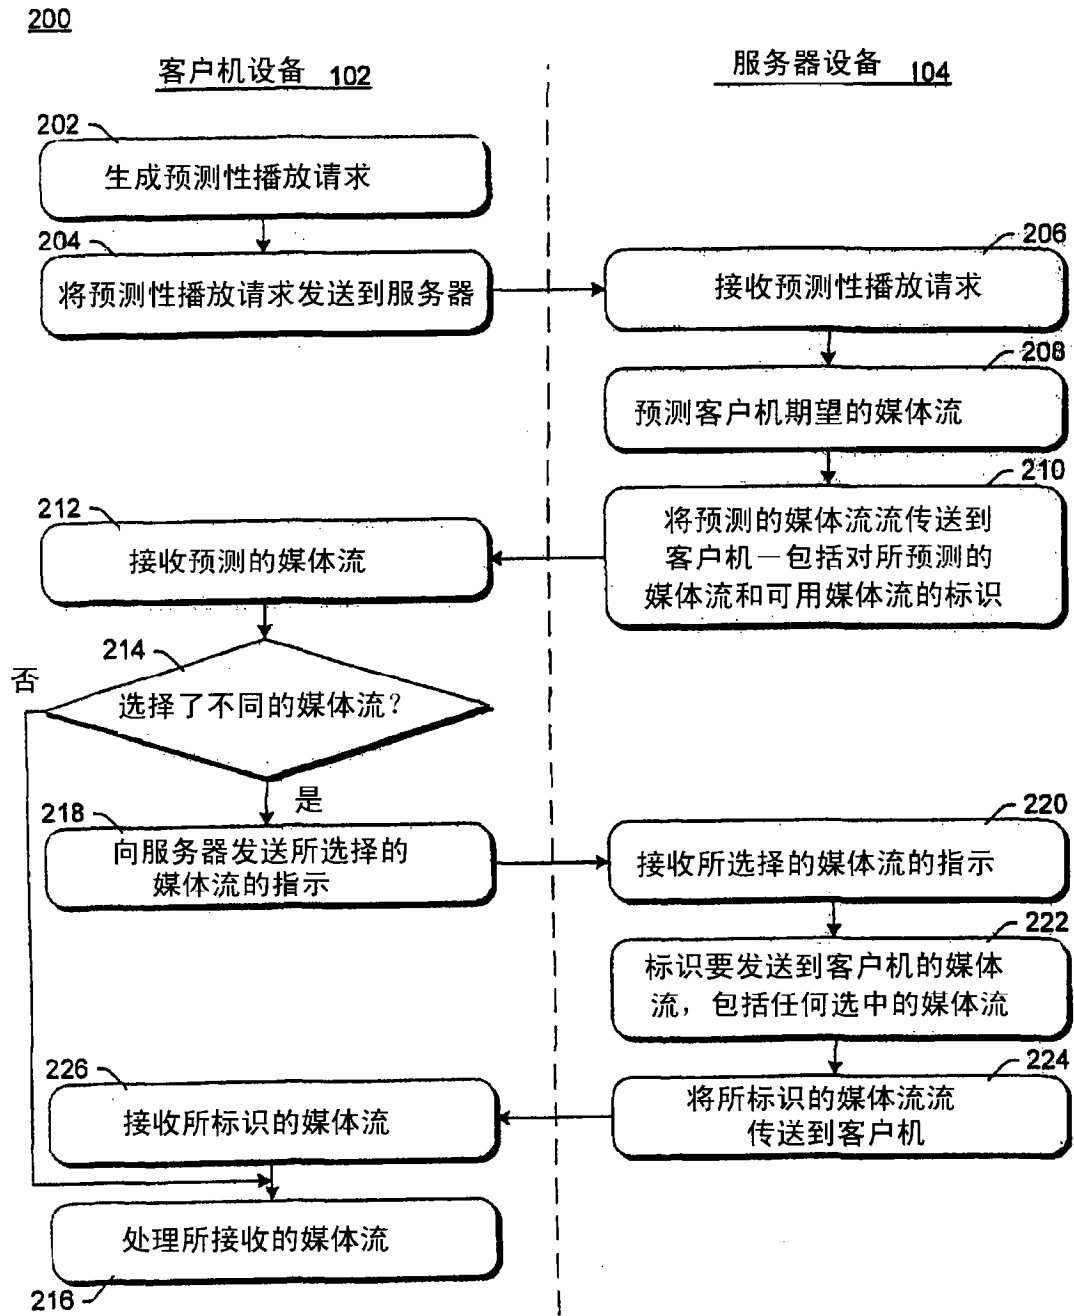 200
客户机设备 102
服务器设备 104
202
生成预测性播放请求
204
将预测性播放请求发送到服务器
206
接收预测性播放请求
208
预测客户机期望的媒体流
210
将预测的媒体流流传送到
客户机－包括对所预测的
媒体流和可用媒体流的标识
212
接收预测的媒体流
214
否
选择了不同的媒体流？
是
218
向服务器发送所选择的
媒体流的指示
220
接收所选择的媒体流的指示
222
标识要发送到客户机的媒体
流，包括任何选中的媒体流
224
将所标识的媒体流流
传送到客户机
226
接收所标识的媒体流
处理所接收的媒体流
216